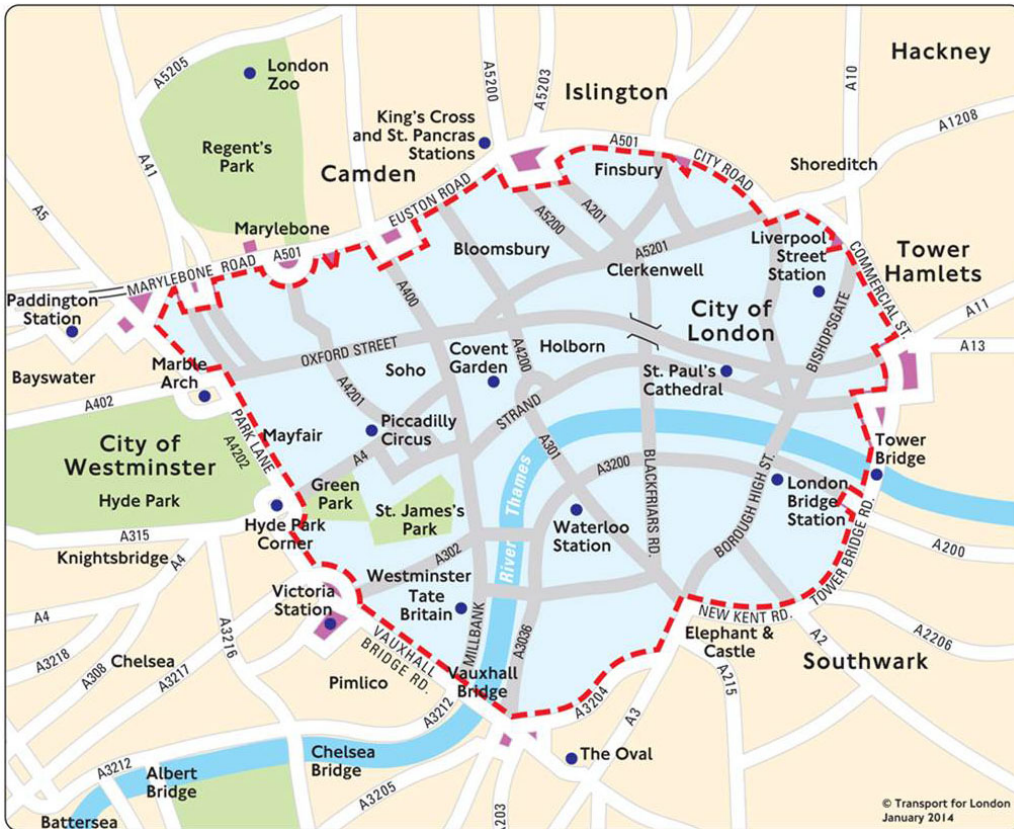 Hackney
A5205
London
Zoo
A5200
A5203
A10
Islington
King's Cross
and St. Pancras
Stations
A1208
A501
CITY ROAD
Shoreditch
Regent's
Park
A41
Camden
Finsbury
EUSTON ROAD
A5
A201
A5200
Marylebone
A501
Bloomsbury
A5201
Liverpool
Street
Station
Tower
Hamlets
MARYLEBONE ROAD
Clerkenwell
COMMERCIAL ST.
A400
Paddington
Station
City of
London
BISHOPSGATE
A11
OXFORD STREET
A4200
Covent
Garden
Holborn
A13
Marble
Arch
Bayswater
Soho
St. Paul's
Cathedral
A402
A4201
PARK LANE
Piccadilly
Circus
STRAND
City of
Westminster
A4202
Mayfair
A4
A301
Tower
Bridge
Hyde Park
Green
Park
A3200
BLACKFRIARS RD.
BOROUGH HIGH ST.
London
Bridge
Station
St. James's
Park
River Thames
Hyde Park
Corner
Waterloo
Station
A315
Knightsbridge
A4
A302
A200
TOWER BRIDGE RD.
Westminster
Tate
Britain
Victoria
Station
NEW KENT RD.
A4
A3216
MILLBANK
A3036
Elephant &
Castle
A2
A2206
A3218
A308
Chelsea
A3217
VAUXHALL
BRIDGE RD.
Vauxhall
Bridge
Pimlico
Southwark
A3212
A3204
A3
A215
A3212
Chelsea
Bridge
The Oval
Albert
Bridge
A3205
A203
Battersea
© Transport for London
January 2014